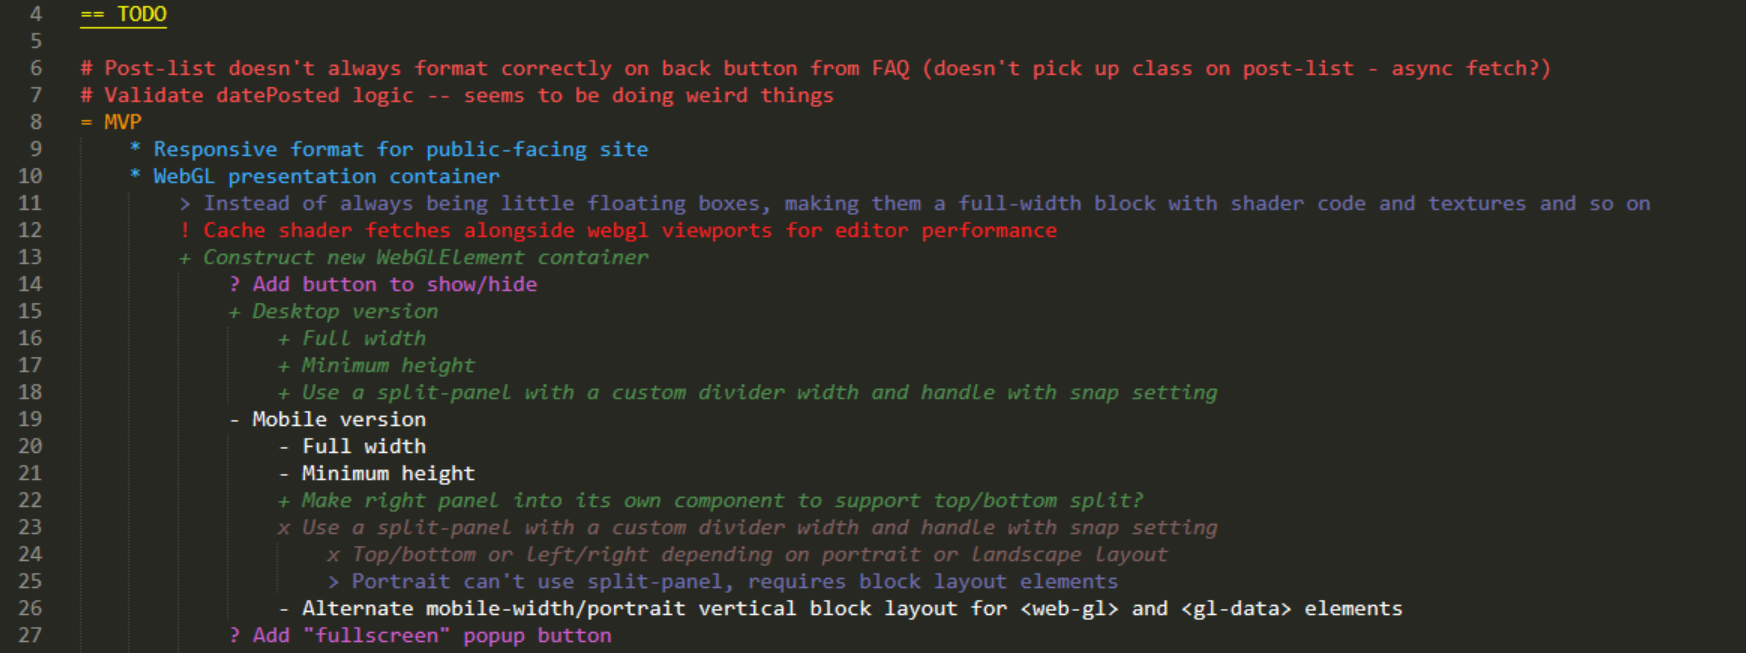 4 == TODO
5
6 # Post-list doesn't always format correctly on back button from FAQ (doesn't pick up class on post-list - async fetch?)
7 # Validate datePosted logic -- seems to be doing weird things
8 = MVP
9 * Responsive format for public-facing site
10 * WebGL presentation container
11 > Instead of always being little floating boxes, making them a full-width block with shader code and textures and so on
12 ! Cache shader fetches alongside webgl viewports for editor performance
13 + Construct new WebGLElement container
14 ? Add button to show/hide
15 + Desktop version
16 + Full width
17 + Minimum height
18 + Use a split-panel with a custom divider width and handle with snap setting
19 - Mobile version
20 - Full width
21 - Minimum height
22 + Make right panel into its own component to support top/bottom split?
23 x Use a split-panel with a custom divider width and handle with snap setting
24 x Top/bottom or left/right depending on portrait or landscape layout
25 > Portrait can't use split-panel, requires block layout elements
26 - Alternate mobile-width/portrait vertical block layout for <web-gl> and <gl-data> elements
27 ? Add "fullscreen" popup button